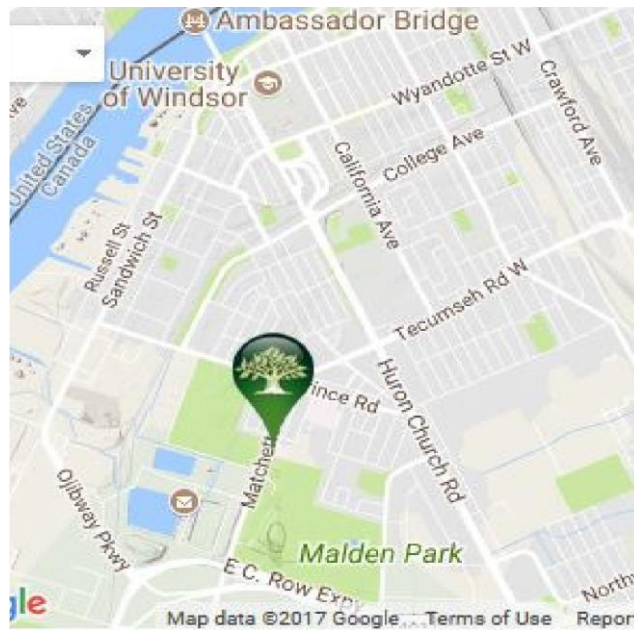 Ambassador Bridge
University
of Windsor
Wyandotte St W
Crawford Ave
ve
United States
Canada
College Ave
California Ave
Russell St
Sandwich St
Tecumseh Rd W
Huron Church Rd
ince Rd
Matchett
Ojibway Pkwy
Malden Park
E C. Row Expy
North
gle
Map data ©2017 Google
Terms of Use
Repor